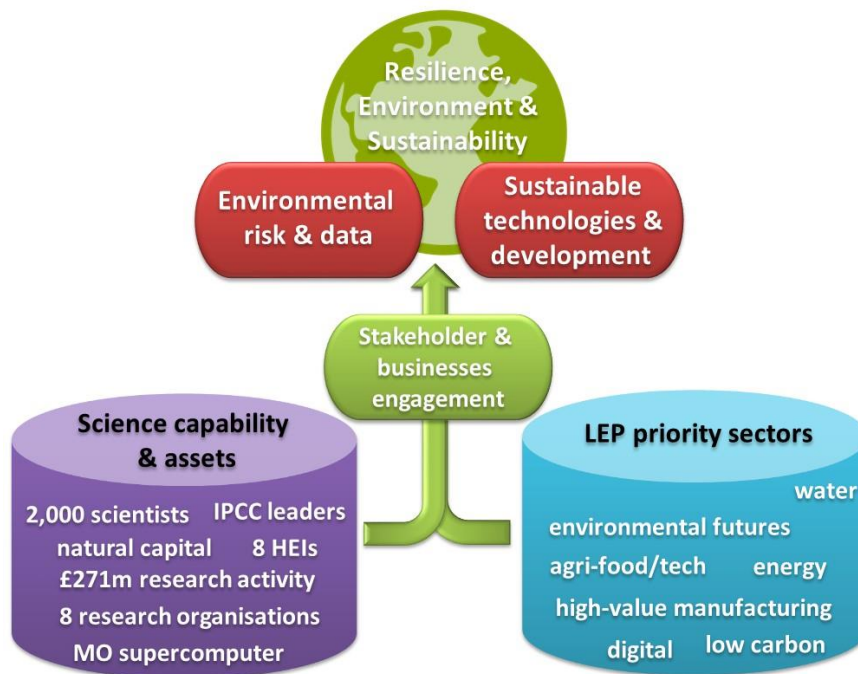 Resilience,
Environment &
Sustainability
Environmental
risk & data
Sustainable
technologies &
development
Stakeholder &
businesses
engagement
Science capability
& assets
2,000 scientists IPCC leaders
natural capital 8 HEIs
£271m research activity
8 research organisations
MO supercomputer
LEP priority sectors
water
environmental futures
agri-food/tech energy
high-value manufacturing
digital low carbon